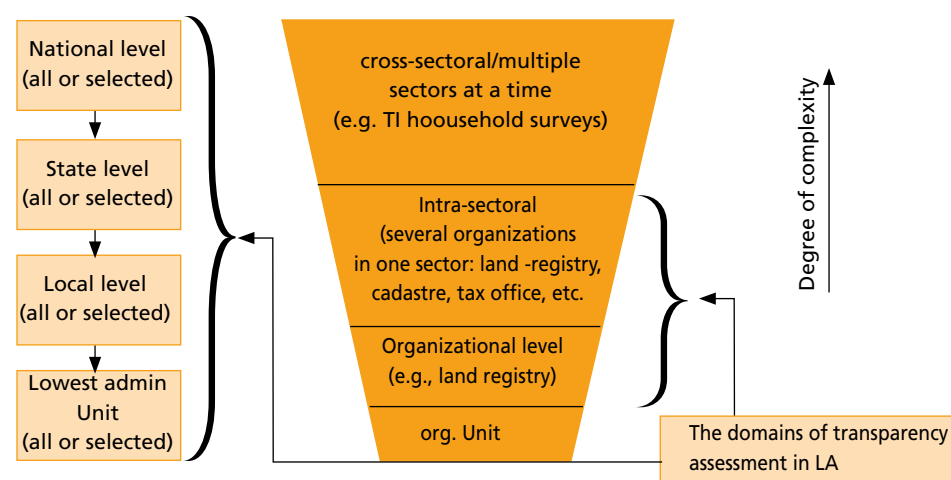 National level
(all or selected)
State level
(all or selected)
Local level
(all or selected)
Lowest admin
Unit
(all or selected)
cross-sectoral/multiple
sectors at a time
(e.g. TI hoousehold surveys)
Intra-sectoral
(several organizations
in one sector: land -registry,
cadastre, tax office, etc.
Organizational level
(e.g., land registry)
org. Unit
Degree of complexity
The domains of transparency
assessment in LA